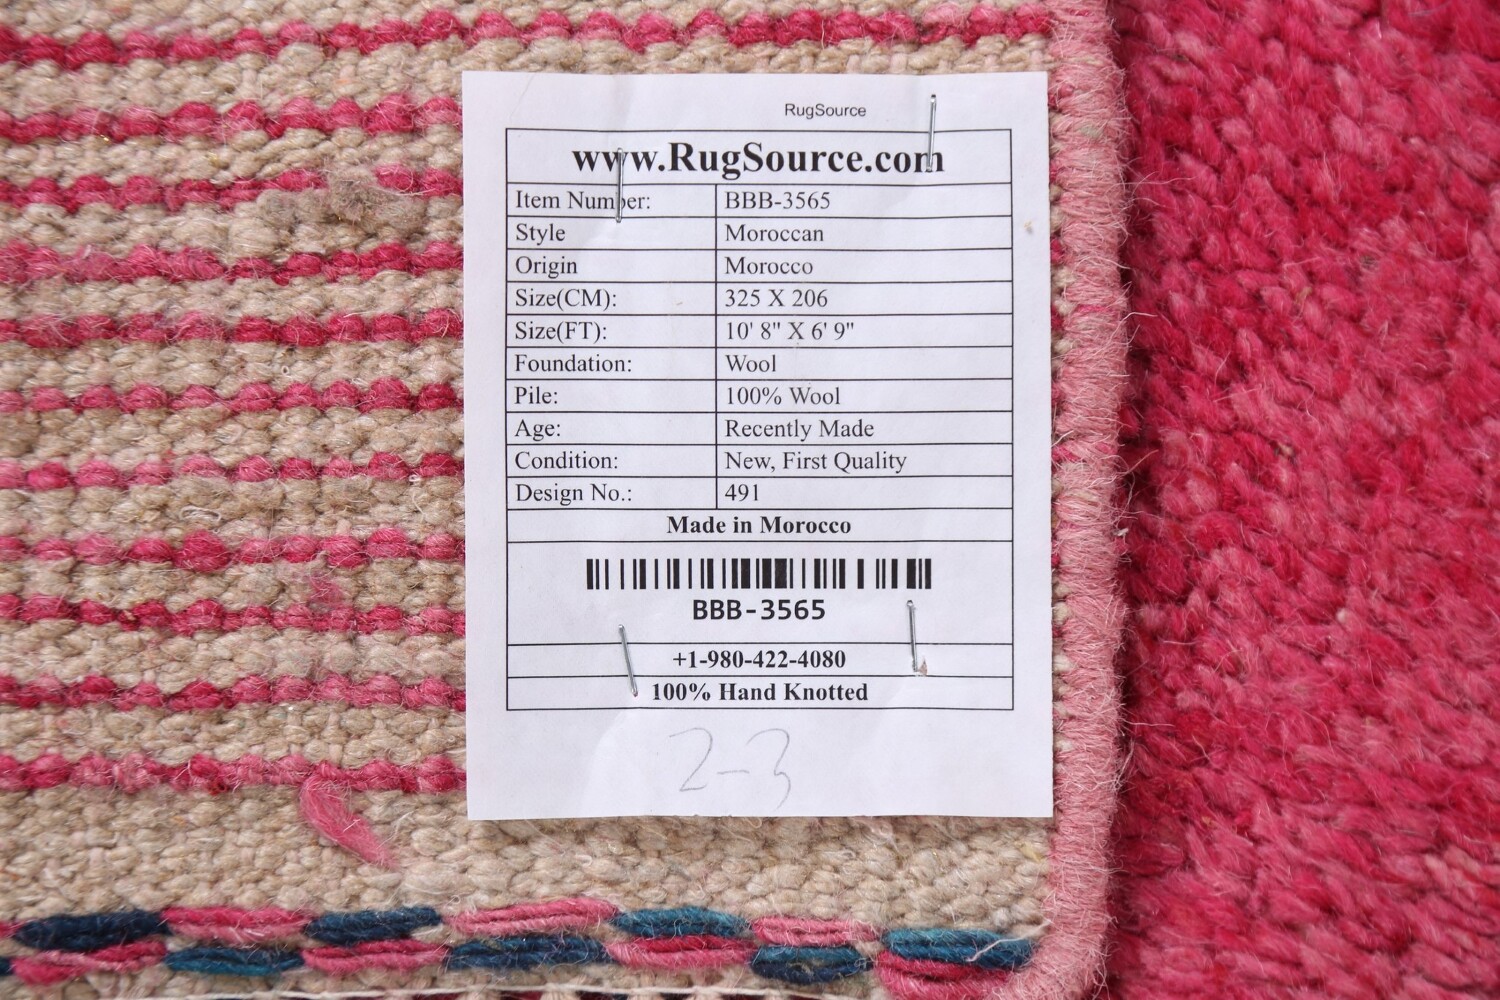 RugSource
www.RugSource.com
Item Number: BBB-3565
Style Moroccan
Origin Morocco
Size(CM): 325 X 206
Size(FT): 10' 8" X 6' 9"
Foundation: Wool
Pile: 100% Wool
Age: Recently Made
Condition: New, First Quality
Design No.: 491
Made in Morocco
BBB-3565
+1-980-422-4080
100% Hand Knotted
2-3